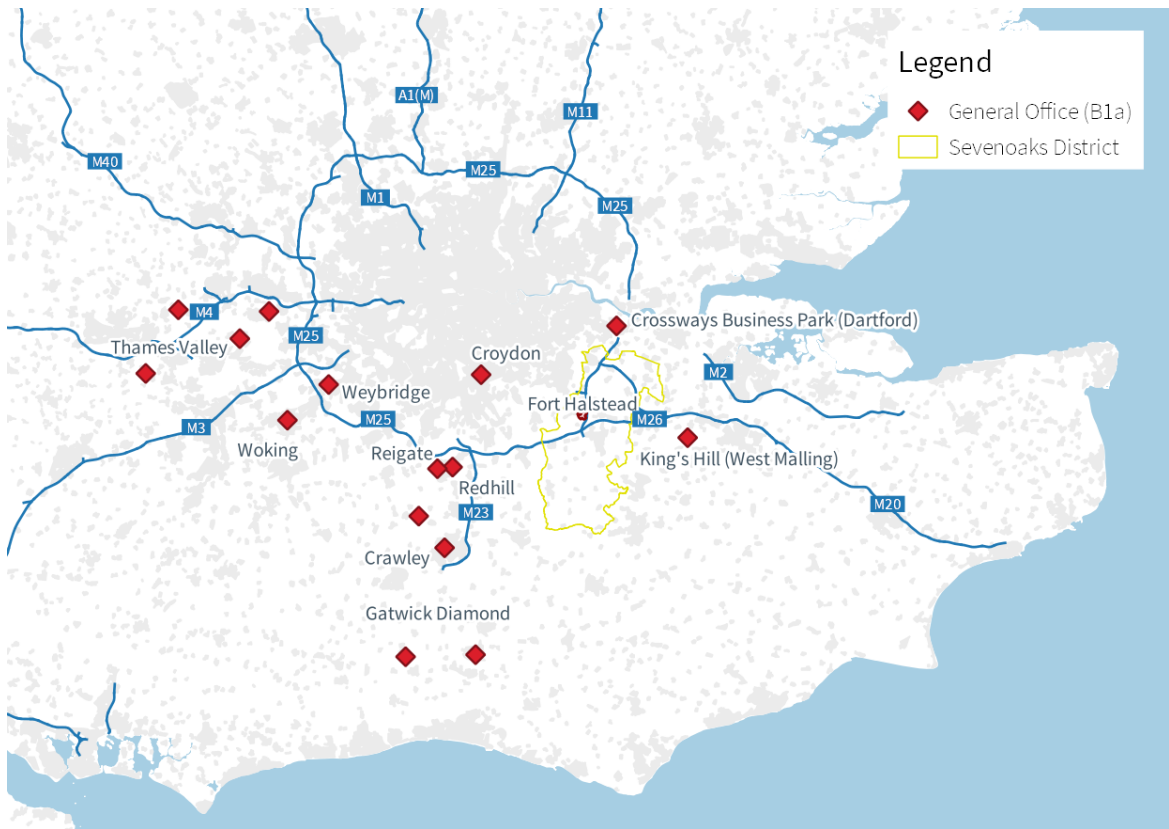 Legend
General Office (B1a)
Sevenoaks District
A1(M)
M11
M40
M25
M1
M25
M4
M25
Thames Valley
Crossways Business Park (Dartford)
Croydon
M2
Weybridge
Fort Halstead
M25
M26
M3
Woking
Reigate
King's Hill (West Malling)
Redhill
M23
M20
Crawley
Gatwick Diamond